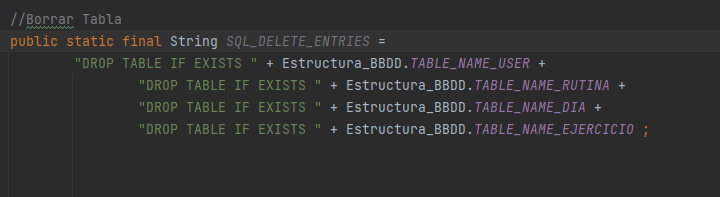 //Borrar Tabla
public static final String SQL_DELETE_ENTRIES =
"DROP TABLE IF EXISTS " + Estructura_BBDD.TABLE_NAME_USER +
"DROP TABLE IF EXISTS " + Estructura_BBDD.TABLE_NAME_RUTINA +
"DROP TABLE IF EXISTS " + Estructura_BBDD.TABLE_NAME_DIA +
"DROP TABLE IF EXISTS " + Estructura_BBDD.TABLE_NAME_EJERCICIO ;